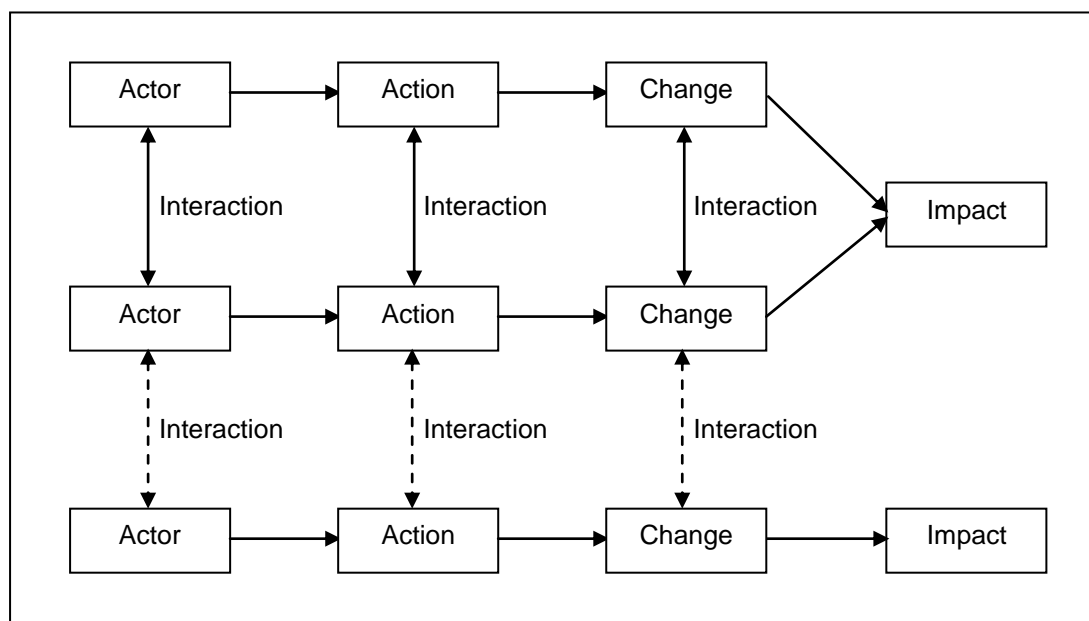 Actor Action Change
Interaction Interaction Interaction
Impact
Actor Action Change
Interaction Interaction Interaction
Actor Action Change Impact